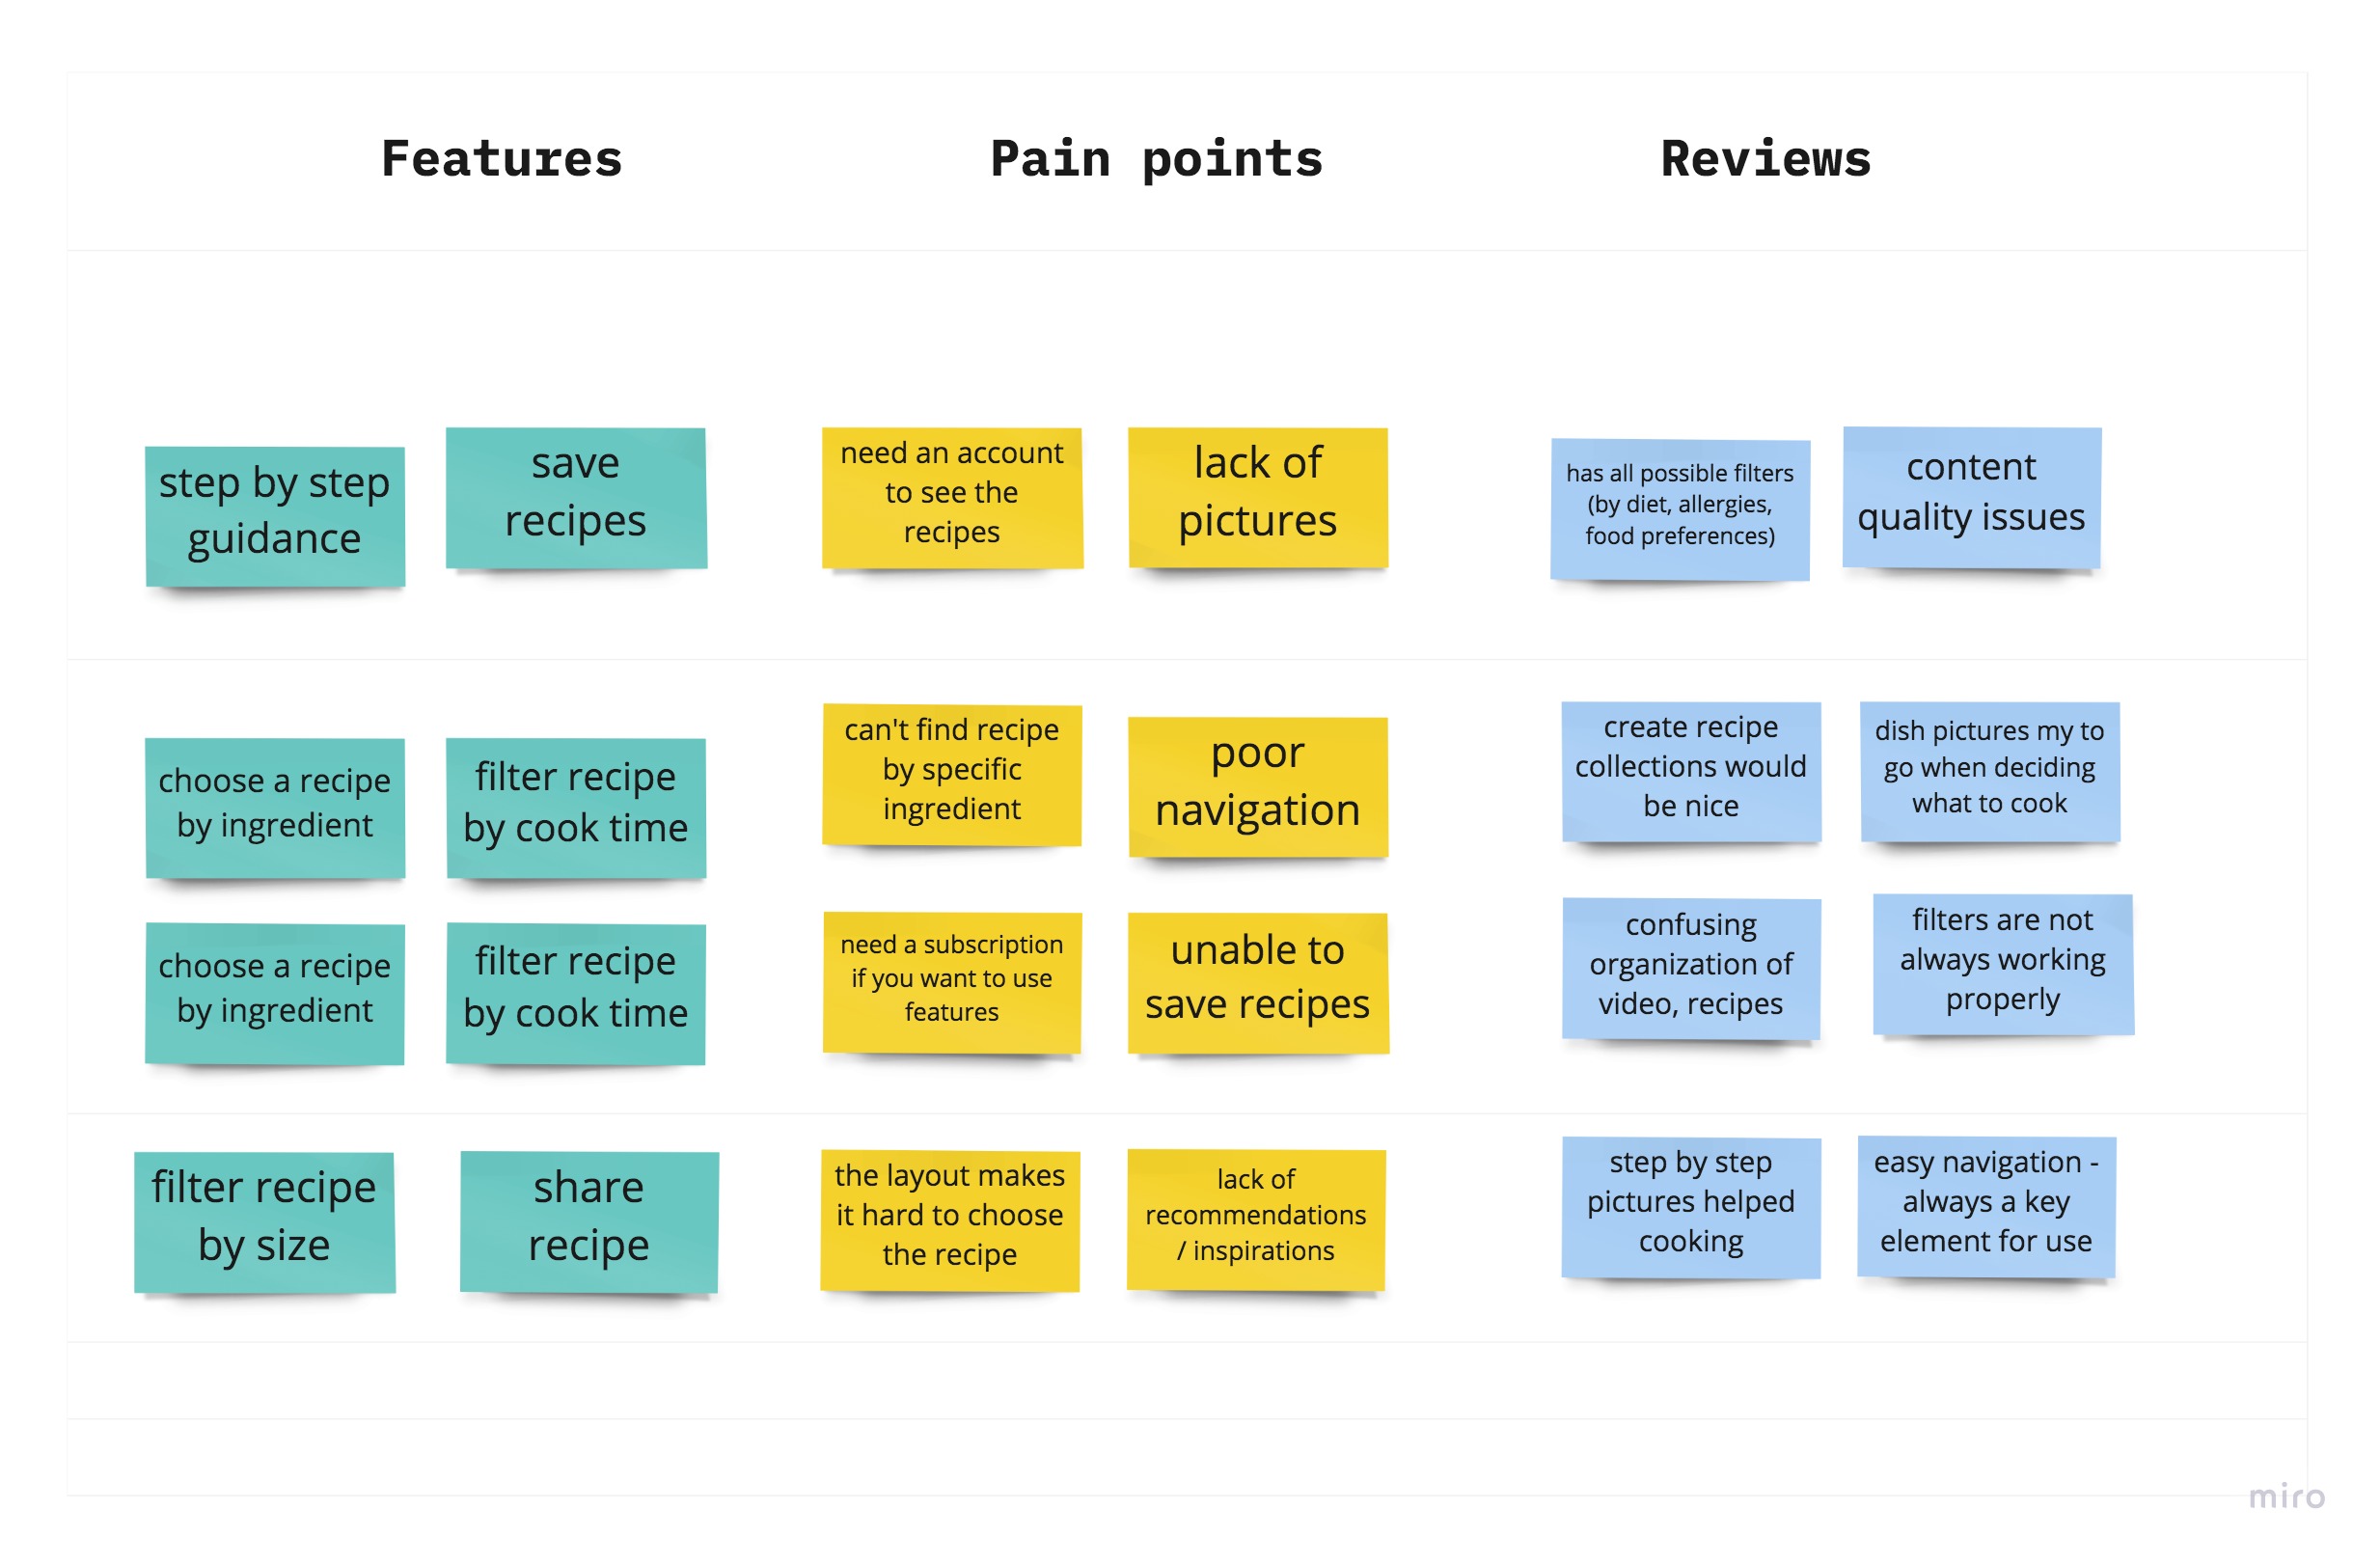 Features
Pain points
Reviews
step by step
guidance
save
recipes
need an account
to see the
recipes
lack of
pictures
has all possible filters
(by diet, allergies,
food preferences)
content
quality issues
choose a recipe
by ingredient
filter recipe
by cook time
can't find recipe
by specific
ingredient
poor
navigation
create recipe
collections would
be nice
dish pictures my to
go when deciding
what to cook
choose a recipe
by ingredient
filter recipe
by cook time
need a subscription
if you want to use
features
unable to
save recipes
confusing
organization of
video, recipes
filters are not
always working
properly
filter recipe
by size
share
recipe
the layout makes
it hard to choose
the recipe
lack of
recommendations
/ inspirations
step by step
pictures helped
cooking
easy navigation -
always a key
element for use
miro